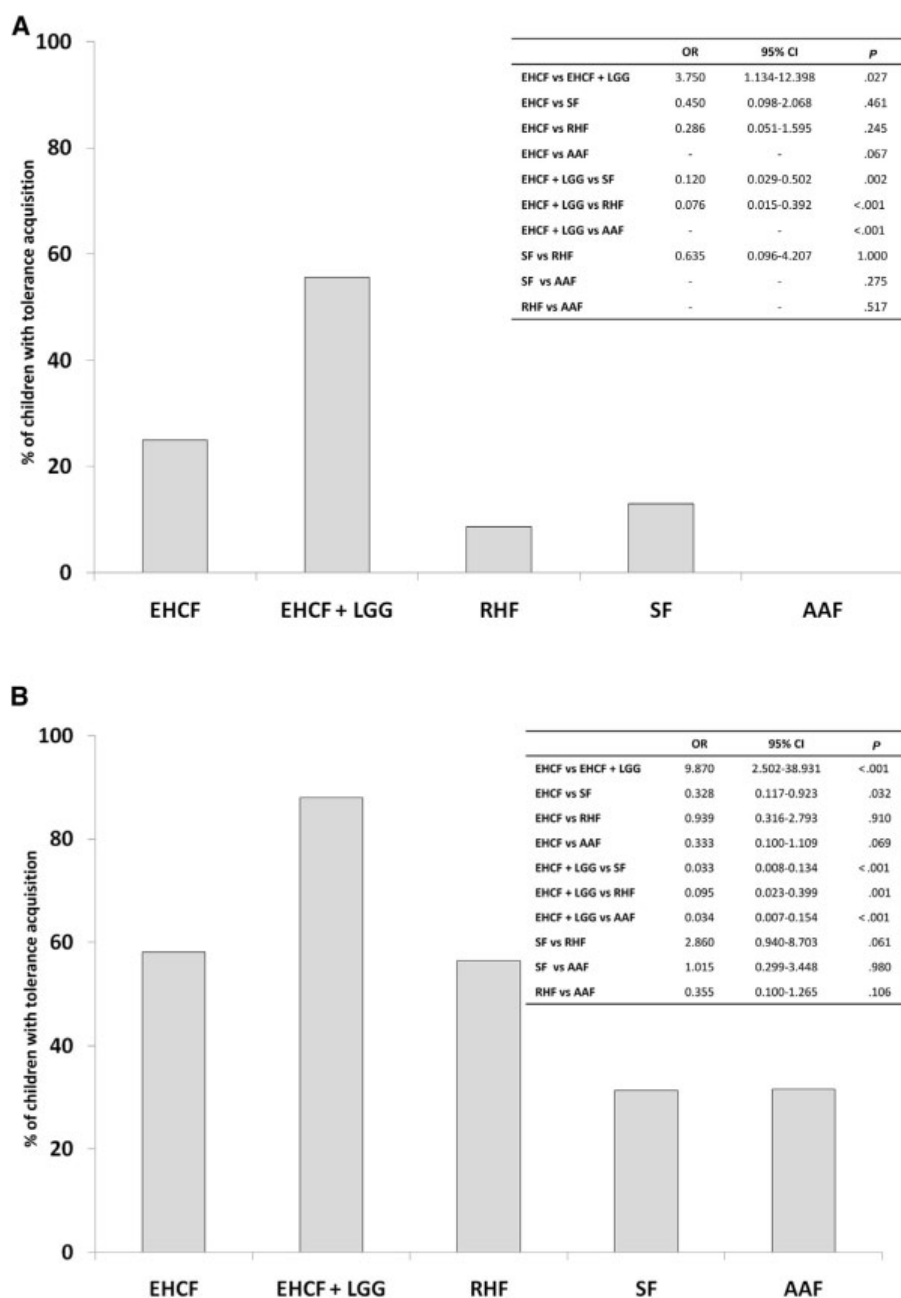 A
% of children with tolerance acquisition
100
80
60
40
20
0
EHCF EHCF + LGG RHF SF AAF
OR 95% CI P
EHCF vs EHCF + LGG 3.750 1.134-12.398 .027
EHCF vs SF 0.450 0.098-2.068 .461
EHCF vs RHF 0.286 0.051-1.595 .245
EHCF vs AAF - - .067
EHCF + LGG vs SF 0.120 0.029-0.502 .002
EHCF + LGG vs RHF 0.076 0.015-0.392 <.001
EHCF + LGG vs AAF - - <.001
SF vs RHF 0.635 0.096-4.207 1.000
SF vs AAF - - .275
RHF vs AAF - - .517
B
% of children with tolerance acquisition
100
80
60
40
20
0
EHCF EHCF + LGG RHF SF AAF
OR 95% CI P
EHCF vs EHCF + LGG 9.870 2.502-38.931 <.001
EHCF vs SF 0.328 0.117-0.923 .032
EHCF vs RHF 0.939 0.316-2.793 .910
EHCF vs AAF 0.333 0.100-1.109 .069
EHCF + LGG vs SF 0.033 0.008-0.134 <.001
EHCF + LGG vs RHF 0.095 0.023-0.399 .001
EHCF + LGG vs AAF 0.034 0.007-0.154 <.001
SF vs RHF 2.860 0.940-8.703 .061
SF vs AAF 1.015 0.299-3.448 .980
RHF vs AAF 0.355 0.100-1.265 .106